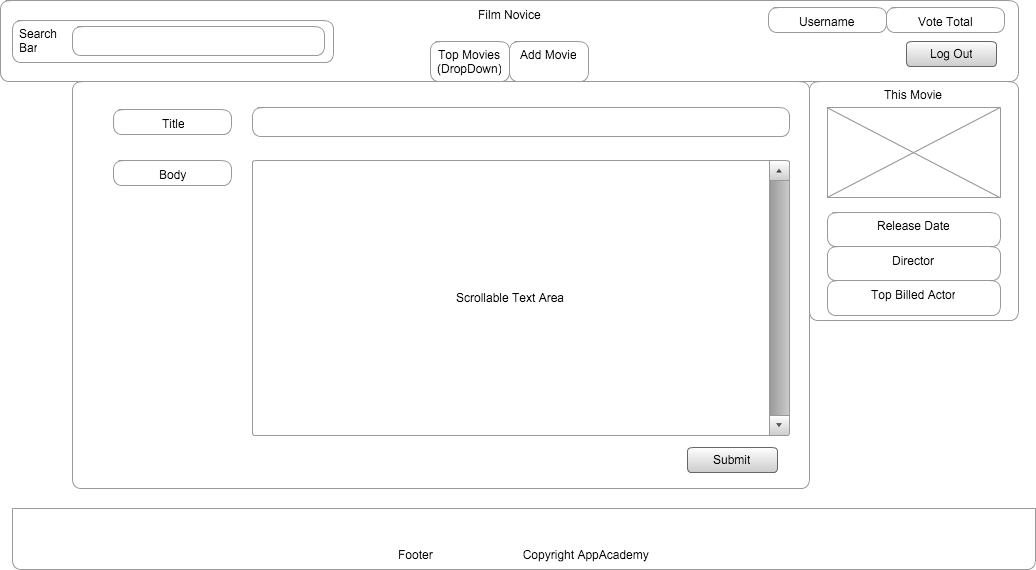 Film Novice
Search
Bar
Username
Vote Total
Top Movies
(DropDown)
Add Movie
Log Out
This Movie
Title
Body
Scrollable Text Area
Release Date
Director
Top Billed Actor
Submit
Footer
Copyright AppAcademy